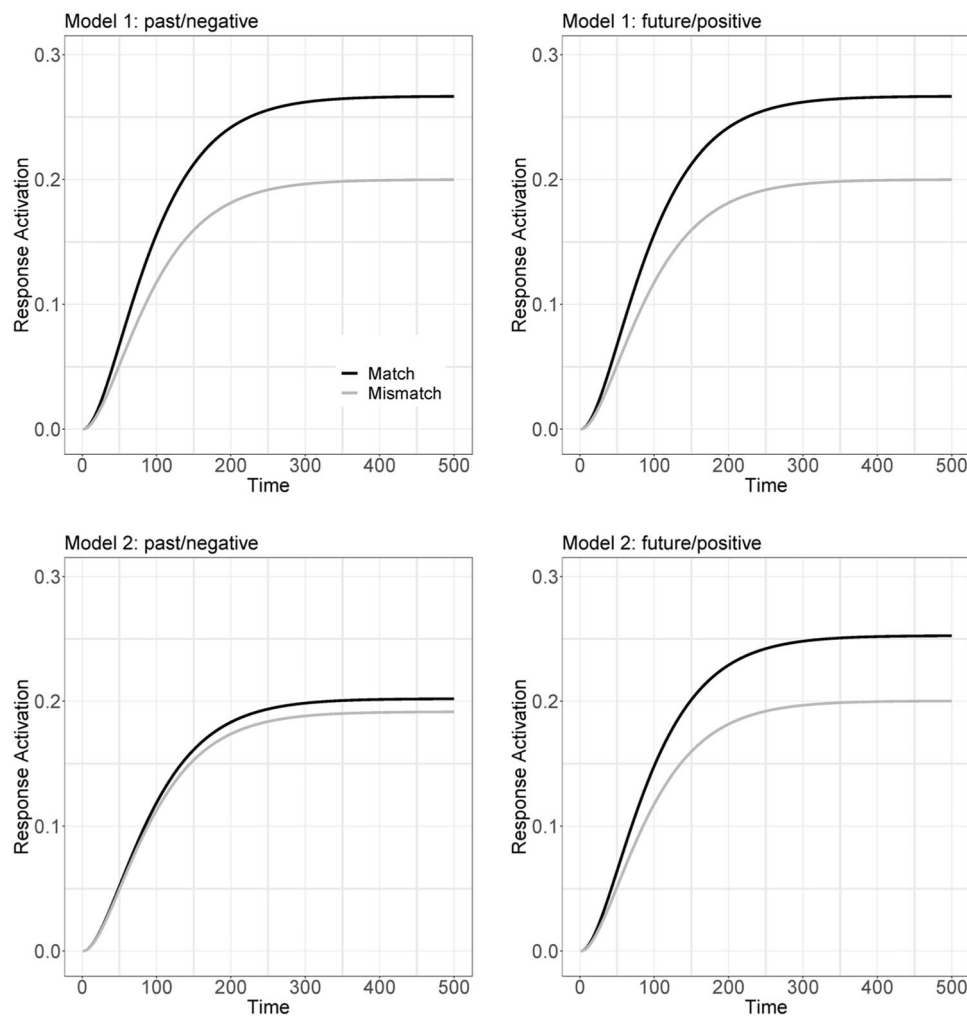 Model 1: past/negative
0.3
0.2
0.1
0.0
Response Activation
Match
Mismatch
0 100 200 300 400 500
Time
Model 1: future/positive
0.3
0.2
0.1
0.0
Response Activation
0 100 200 300 400 500
Time
Model 2: past/negative
0.3
0.2
0.1
0.0
Response Activation
0 100 200 300 400 500
Time
Model 2: future/positive
0.3
0.2
0.1
0.0
Response Activation
0 100 200 300 400 500
Time